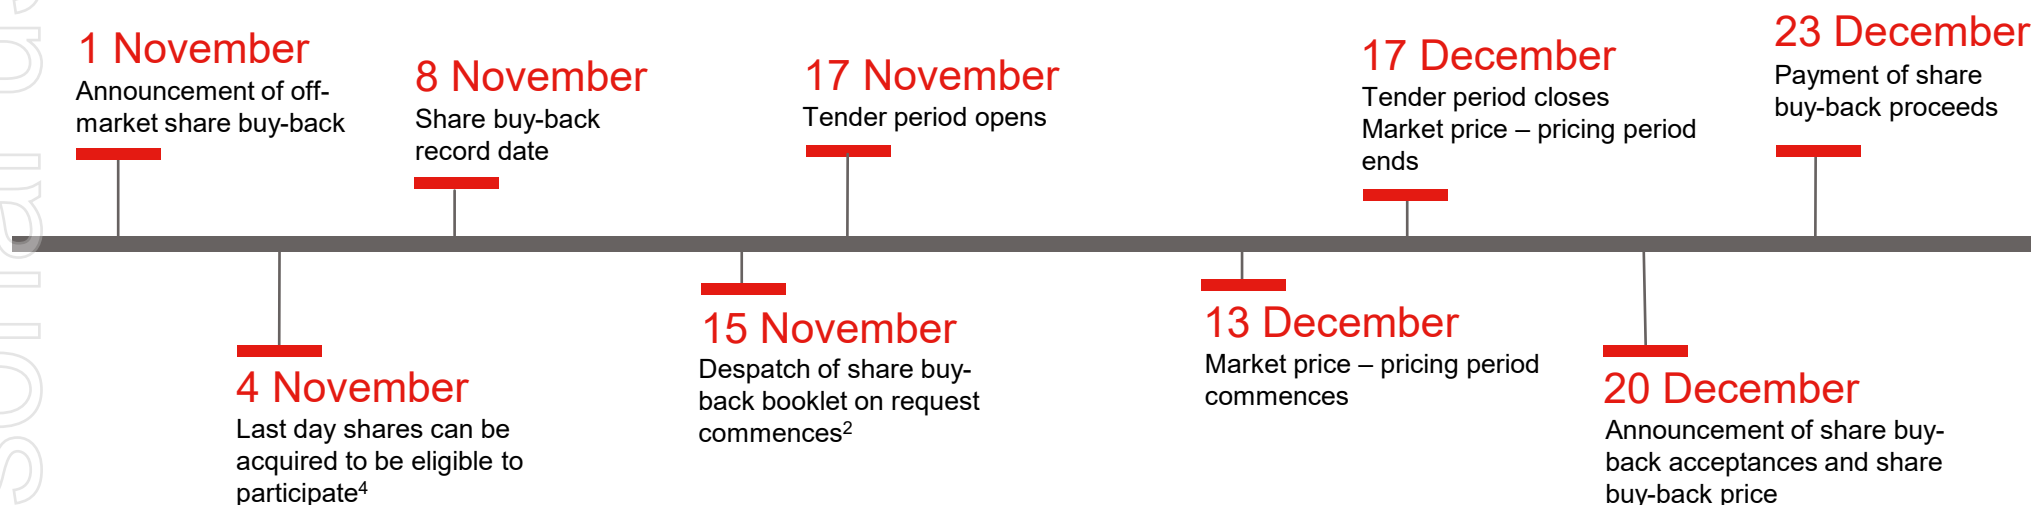 1 November
Announcement of off-
market share buy-back
8 November
Share buy-back
record date
17 November
Tender period opens
17 December
Tender period closes
Market price – pricing period
ends
23 December
Payment of share
buy-back proceeds
4 November
Last day shares can be
acquired to be eligible to
participate4
15 November
Despatch of share buy-
back booklet on request
commences2
13 December
Market price – pricing period
commences
20 December
Announcement of share buy-
back acceptances and share
buy-back price